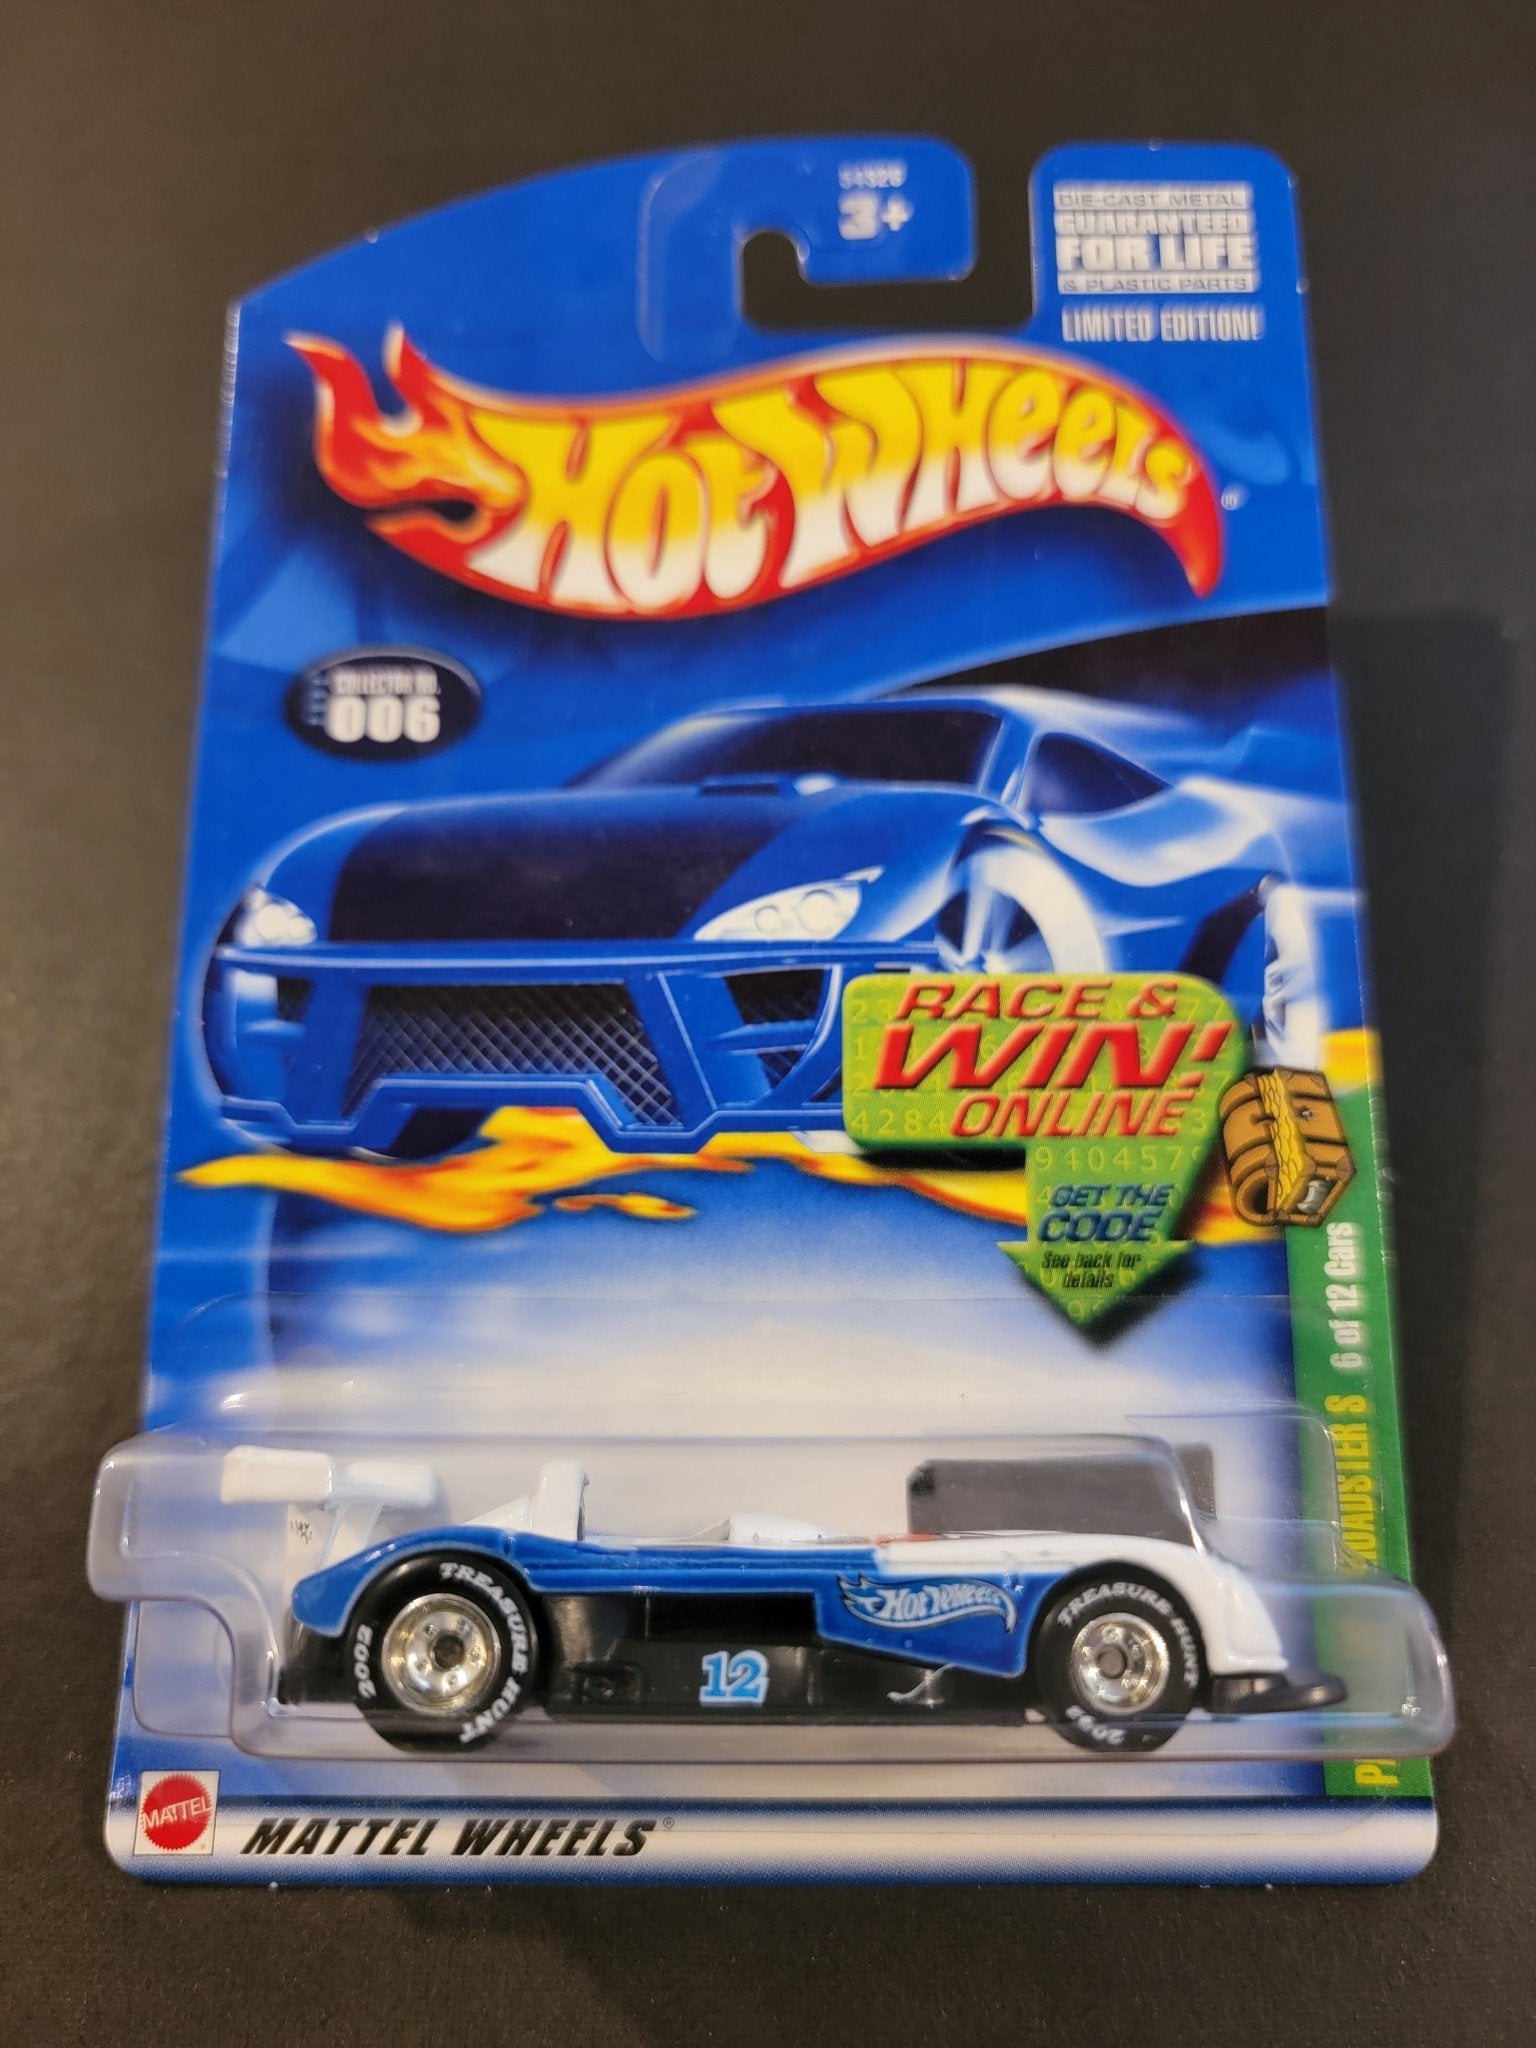 3+
DIE-CAST METAL
GUARANTEED
FOR LIFE
& PLASTIC PARTS
LIMITED EDITION!
Hot Wheels®
COLLECTOR NO.
006
RACE &
WIN!
ONLINE
GET THE
CODE
See back for
details
6 of 12 Cars
ROADSTER S
TREASURE HUNT
2002
Hot Wheels
12
TREASURE HUNT
2002
MATTEL
MATTEL WHEELS®